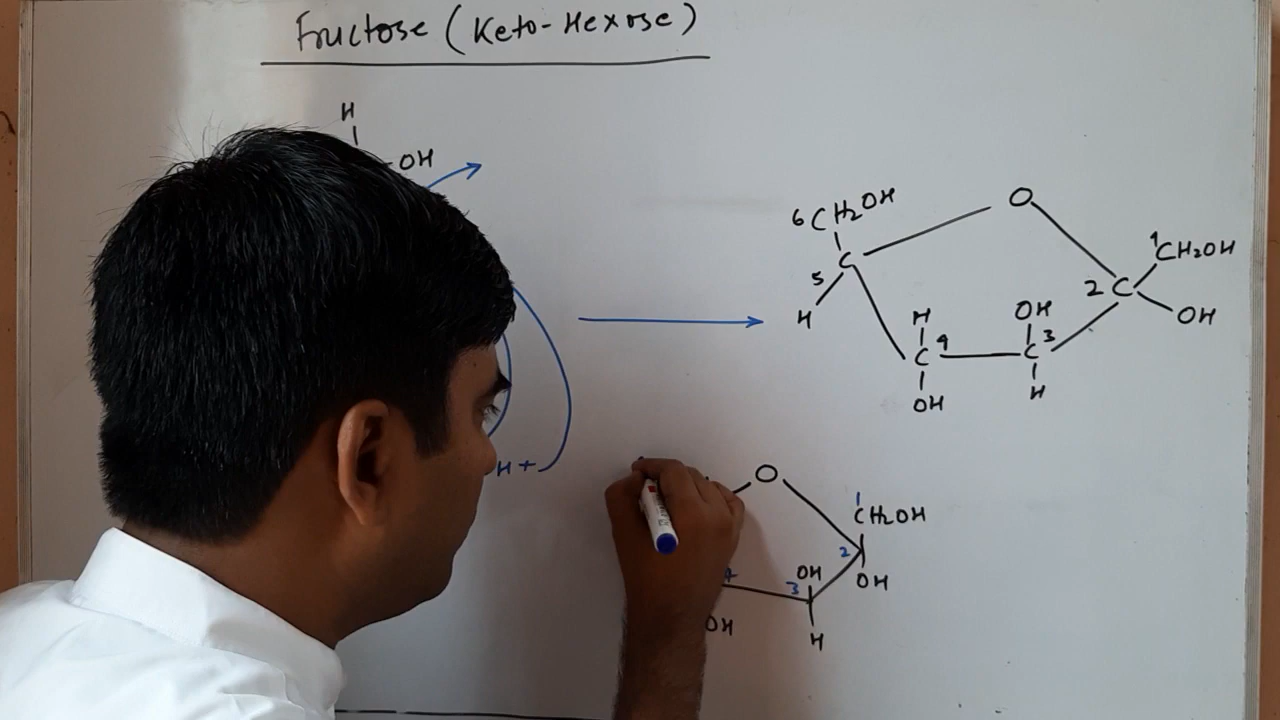 Fructose (Keto-Hexose)
H
OH
6 CH2OH
O
1 CH2OH
5 C
2 C
H
H
OH
OH
C 4
C 3
OH
H
H+
O
1
CH2OH
2
OH
OH
4
3
OH
H